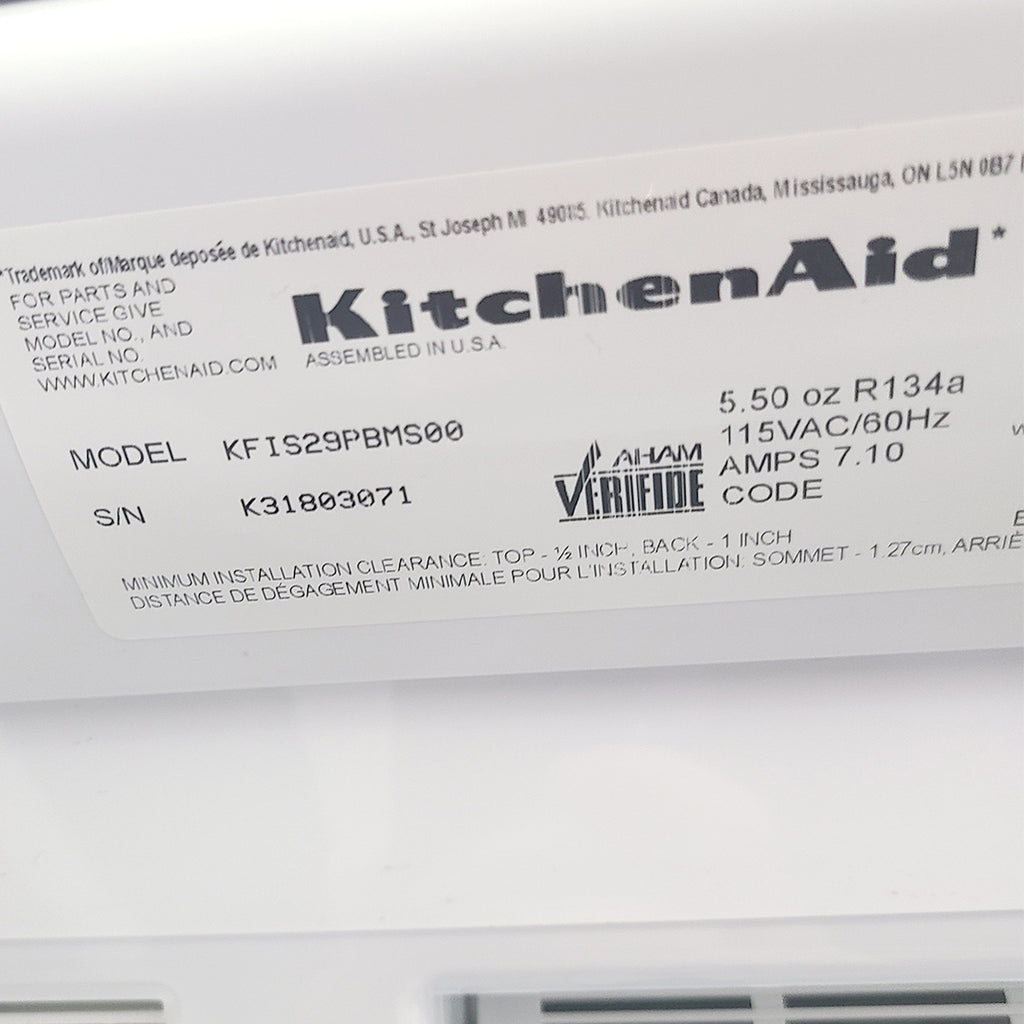 *Trademark of/Marque deposée de Kitchenaid, U.S.A., St Joseph MI 49085. Kitchenaid Canada, Mississauga, ON L5N 0B7
FOR PARTS AND
SERVICE GIVE
MODEL NO., AND
SERIAL NO.
WWW.KITCHENAID.COM
KitchenAid*
ASSEMBLED IN U.S.A.
MODEL KFIS29PBMS00
S/N K31803071
AHAM
VERIFIDE
5.50 oz R134a
115VAC/60Hz
AMPS 7.10
CODE
MINIMUM INSTALLATION CLEARANCE: TOP - ½ INCH, BACK - 1 INCH
DISTANCE DE DÉGAGEMENT MINIMALE POUR L'INSTALLATION: SOMMET - 1.27cm, ARRIÈ